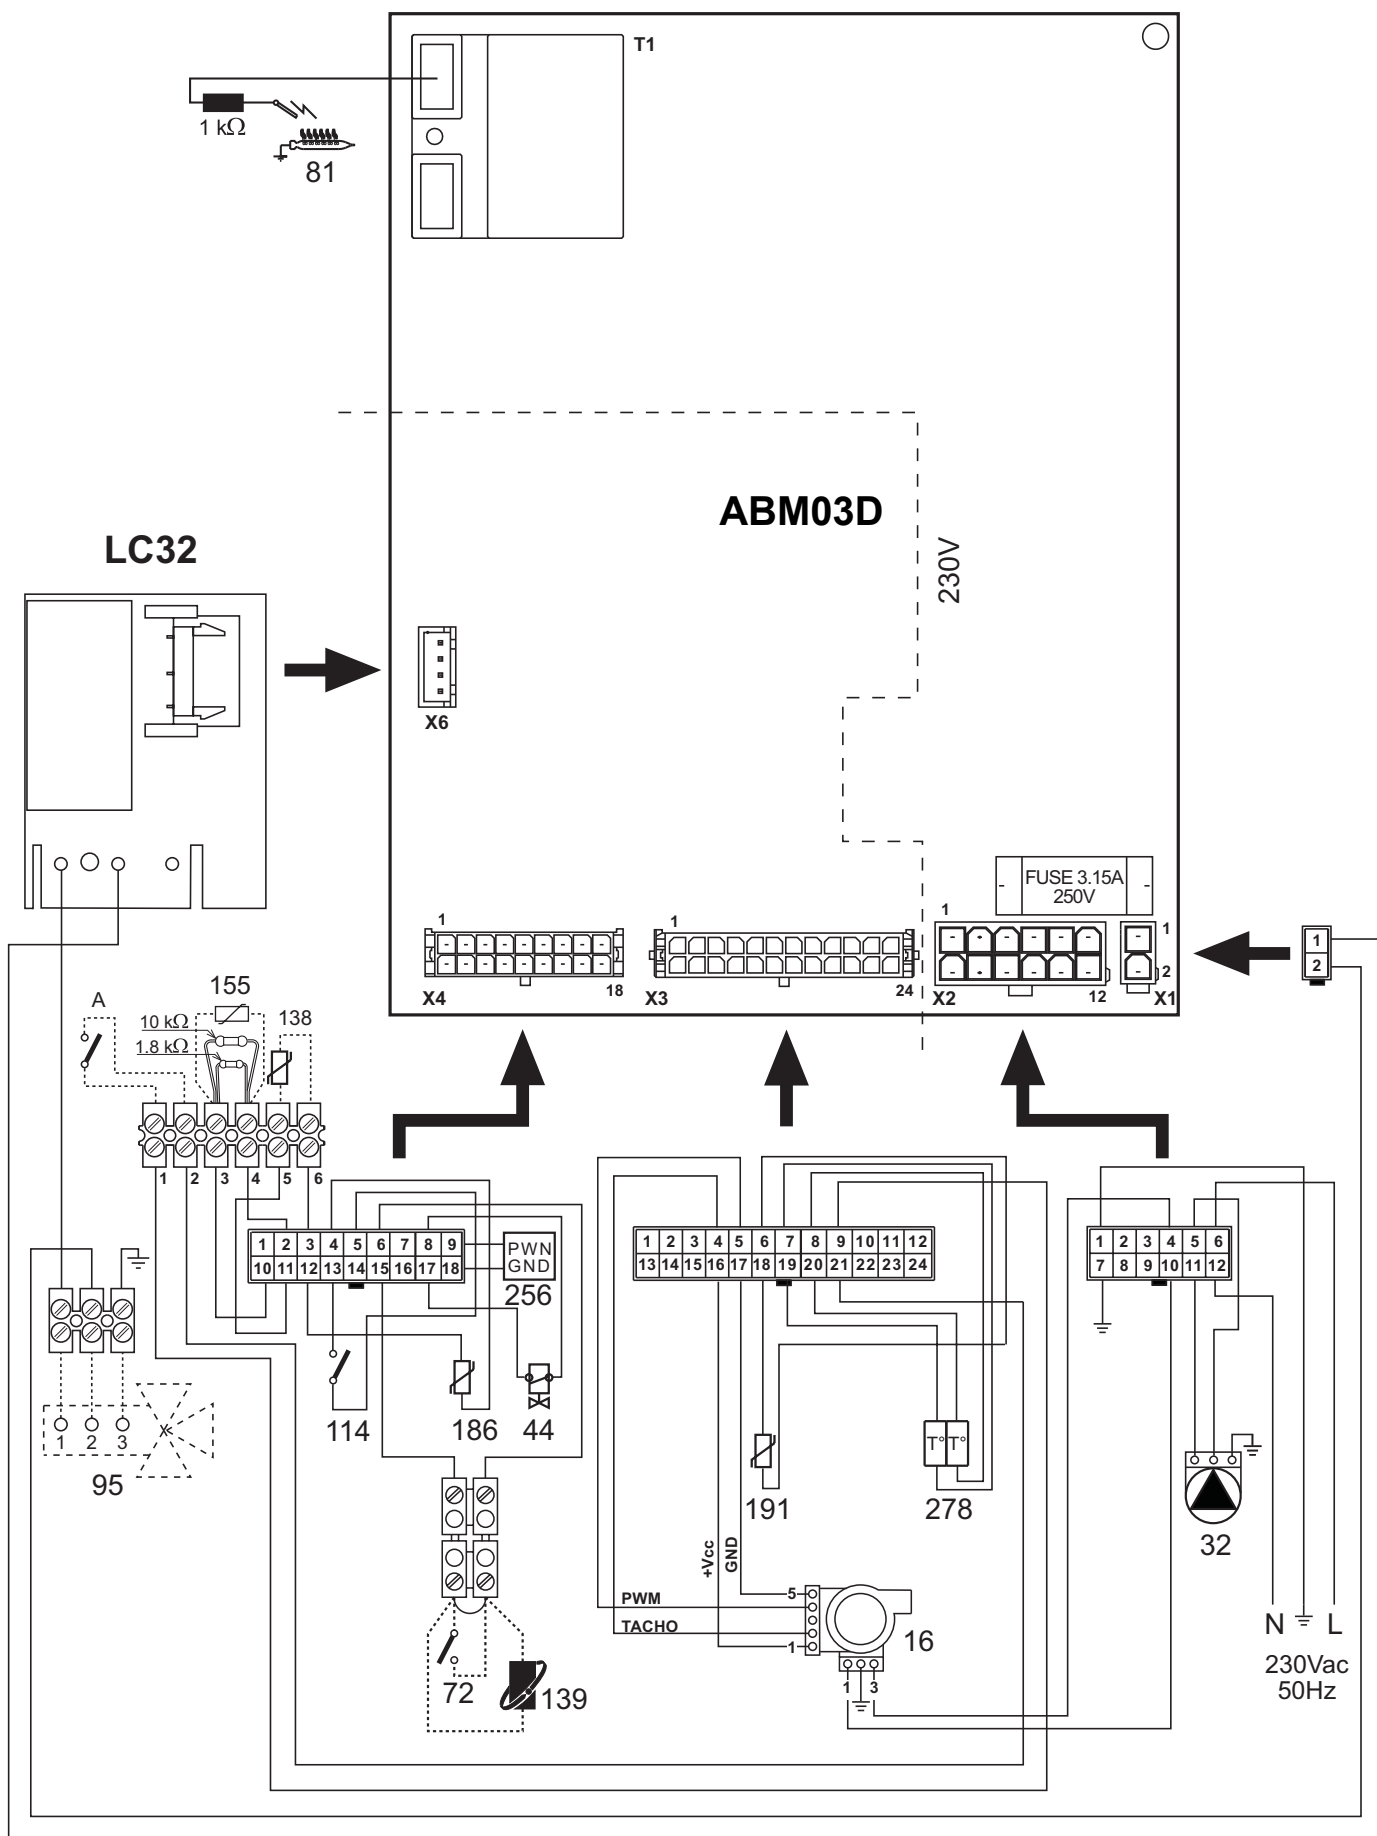 T1
1 kΩ
81
ABM03D
230V
LC32
X6
FUSE 3.15A
250V
1
1
1
1
1
2
2
X4
18
X3
24
X2
12
X1
A
155
138
10 kΩ
1.8 kΩ
1 2 3 4 5 6
1 2 3 4 5 6 7 8 9
10 11 12 13 14 15 16 17 18
PWN
GND
256
1 2 3 4 5 6 7 8 9 10 11 12
13 14 15 16 17 18 19 20 21 22 23 24
1 2 3 4 5 6
7 8 9 10 11 12
114
186
44
1 2 3
95
191
T° T°
278
32
+Vcc
GND
PWM
TACHO
5
1
16
1 3
72
139
N
L
230Vac
50Hz